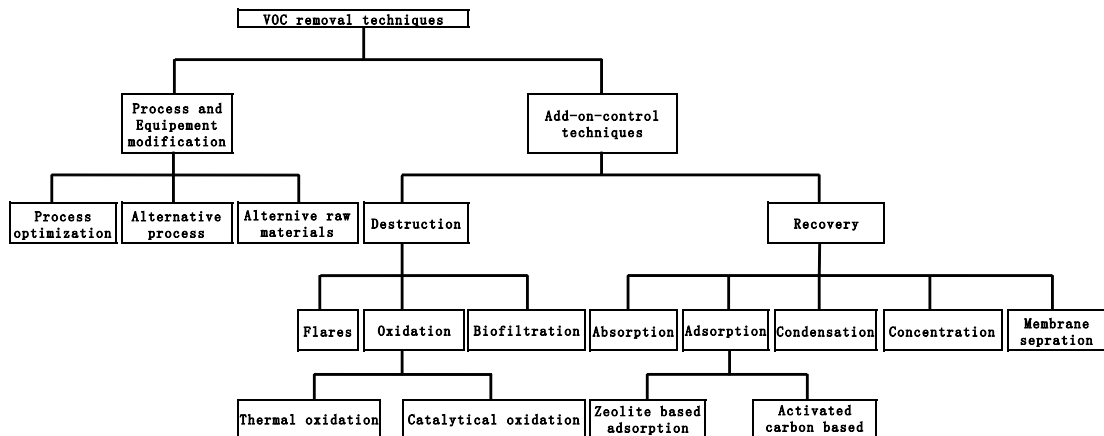 VOC removal techniques
Process and
Equipement
modification
Add-on-control
techniques
Process
optimization
Alternative
process
Alternive raw
materials
Destruction
Recovery
Flares
Oxidation
Biofiltration
Absorption
Adsorption
Condensation
Concentration
Membrane
sepration
Thermal oxidation
Catalytical oxidation
Zeolite based
adsorption
Activated
carbon based